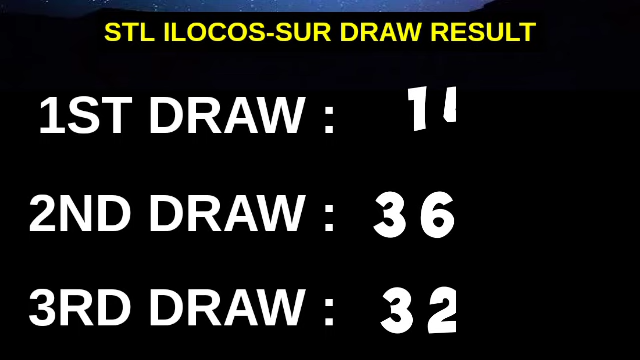 STL ILOCOS-SUR DRAW RESULT
1ST DRAW :
2ND DRAW : 36
3RD DRAW : 32